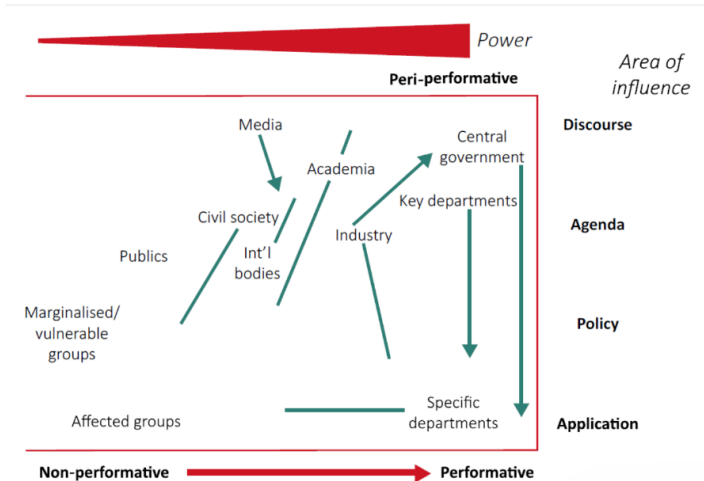 Power
Area of
influence
Peri-performative
Media
Discourse
Central
government
Academia
Key departments
Civil society
Agenda
Industry
Int'l
bodies
Publics
Marginalised/
vulnerable
groups
Policy
Specific
departments
Affected groups
Application
Non-performative
Performative